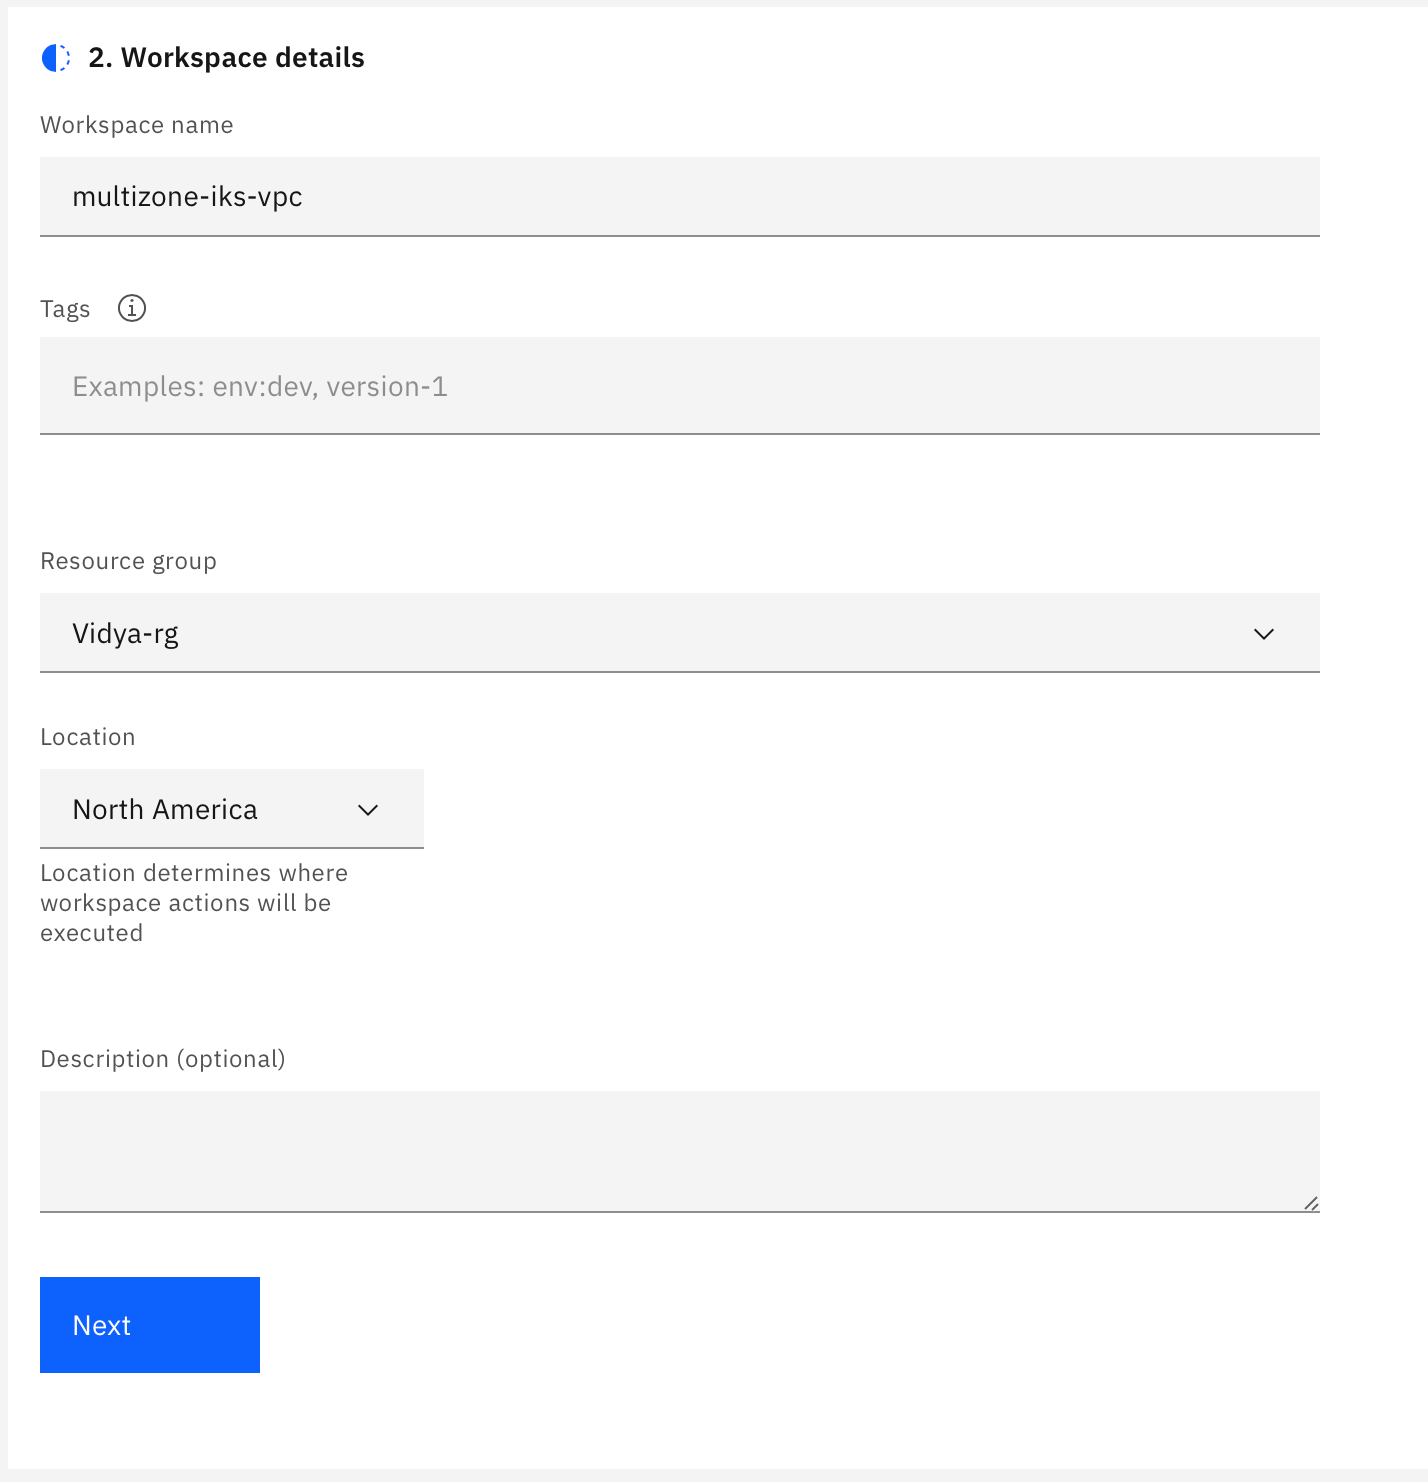 2. Workspace details
Workspace name
multizone-iks-vpc
Tags
Examples: env:dev, version-1
Resource group
Vidya-rg
Location
North America
Location determines where
workspace actions will be
executed
Description (optional)
Next